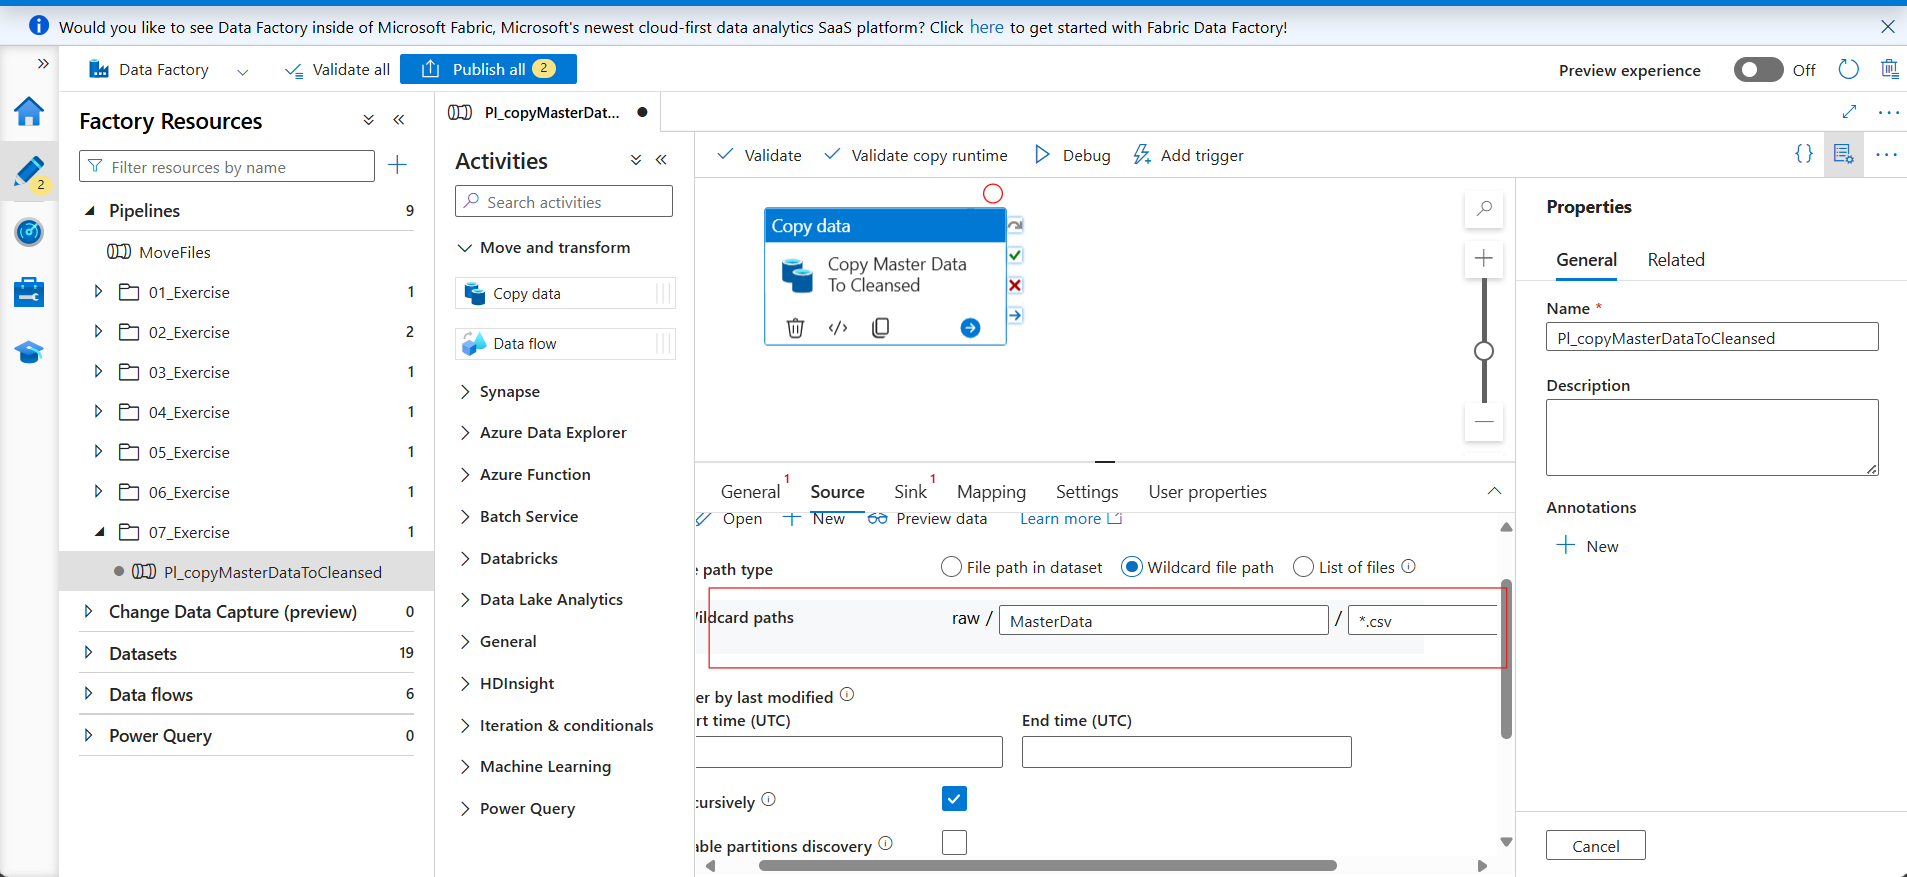 Would you like to see Data Factory inside of Microsoft Fabric, Microsoft's newest cloud-first data analytics SaaS platform? Click here to get started with Fabric Data Factory!
Data Factory
Validate all
Publish all 2
Preview experience
Off
2
Factory Resources
Filter resources by name
Pipelines 9
MoveFiles
01_Exercise 1
02_Exercise 2
03_Exercise 1
04_Exercise 1
05_Exercise 1
06_Exercise 1
07_Exercise 1
Pl_copyMasterDataToCleansed
Change Data Capture (preview) 0
Datasets 19
Data flows 6
Power Query 0
Pl_copyMasterDat...
Activities
Search activities
Move and transform
Copy data
Data flow
Synapse
Azure Data Explorer
Azure Function
Batch Service
Databricks
Data Lake Analytics
General
HDInsight
Iteration & conditionals
Machine Learning
Power Query
Validate
Validate copy runtime
Debug
Add trigger
Copy data
Copy Master Data
To Cleansed
General 1
Source
Sink 1
Mapping
Settings
User properties
Open
New
Preview data
Learn more
e path type
File path in dataset
Wildcard file path
List of files
ildcard paths
raw / MasterData / *.csv
er by last modified
rt time (UTC)
End time (UTC)
cursively
able partitions discovery
Properties
General
Related
Name *
Pl_copyMasterDataToCleansed
Description
Annotations
New
Cancel